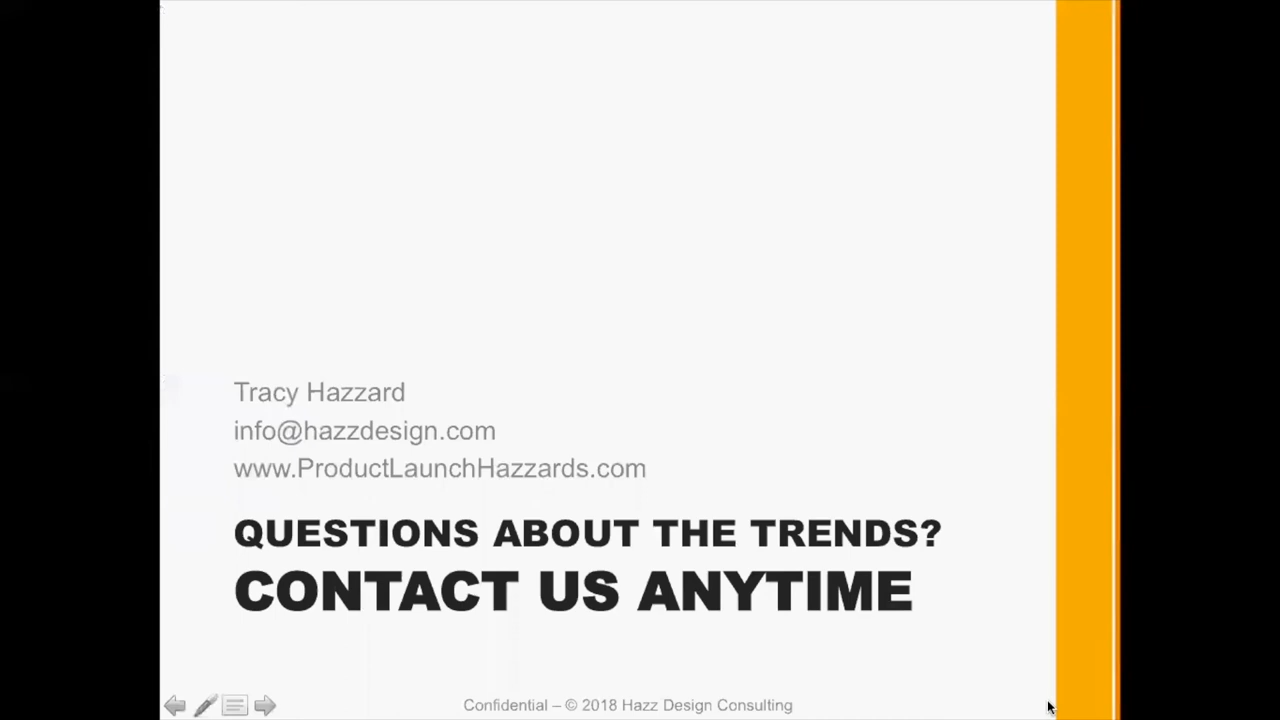 Tracy Hazzard
info@hazzdesign.com
www.ProductLaunchHazzards.com
QUESTIONS ABOUT THE TRENDS?
CONTACT US ANYTIME
Confidential – © 2018 Hazz Design Consulting